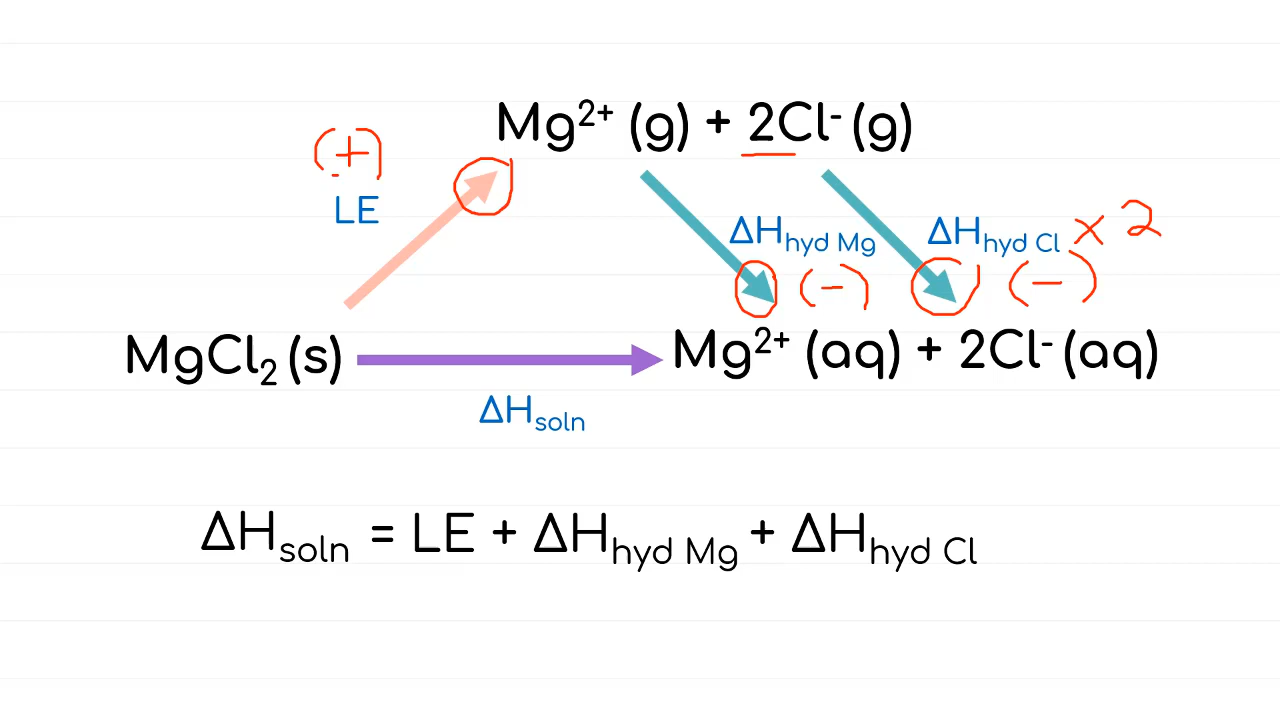 Mg²⁺ (g) + 2Cl⁻ (g)
(+)
LE
ΔH_hyd Mg
ΔH_hyd Cl × 2
(-)
(-)
MgCl₂ (s)
Mg²⁺ (aq) + 2Cl⁻ (aq)
ΔH_soln
ΔH_soln = LE + ΔH_hyd Mg + ΔH_hyd Cl